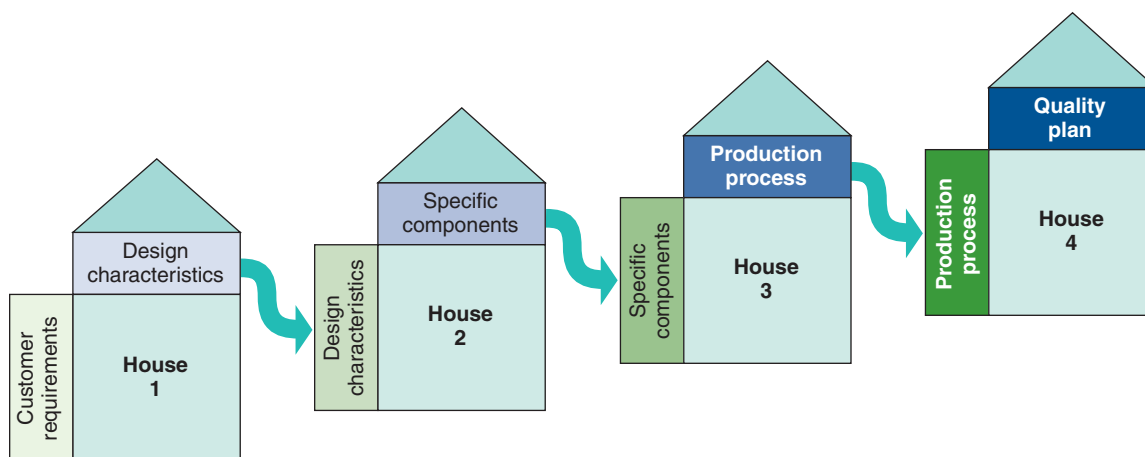 Customer
requirements
Design
characteristics
House
1
Design
characteristics
Specific
components
House
2
Specific
components
Production
process
House
3
Production
process
Quality
plan
House
4